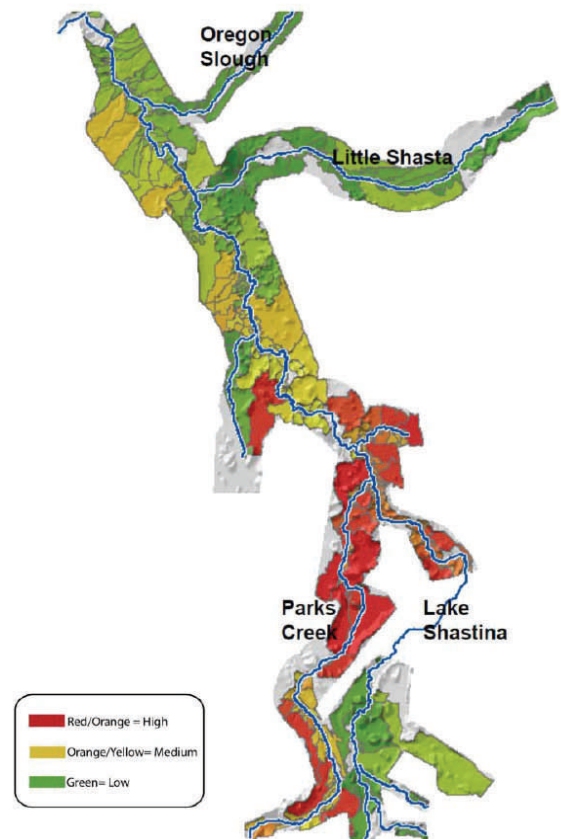 Oregon
Slough
Little Shasta
Parks
Creek
Lake
Shastina
Red/Orange = High
Orange/Yellow= Medium
Green= Low